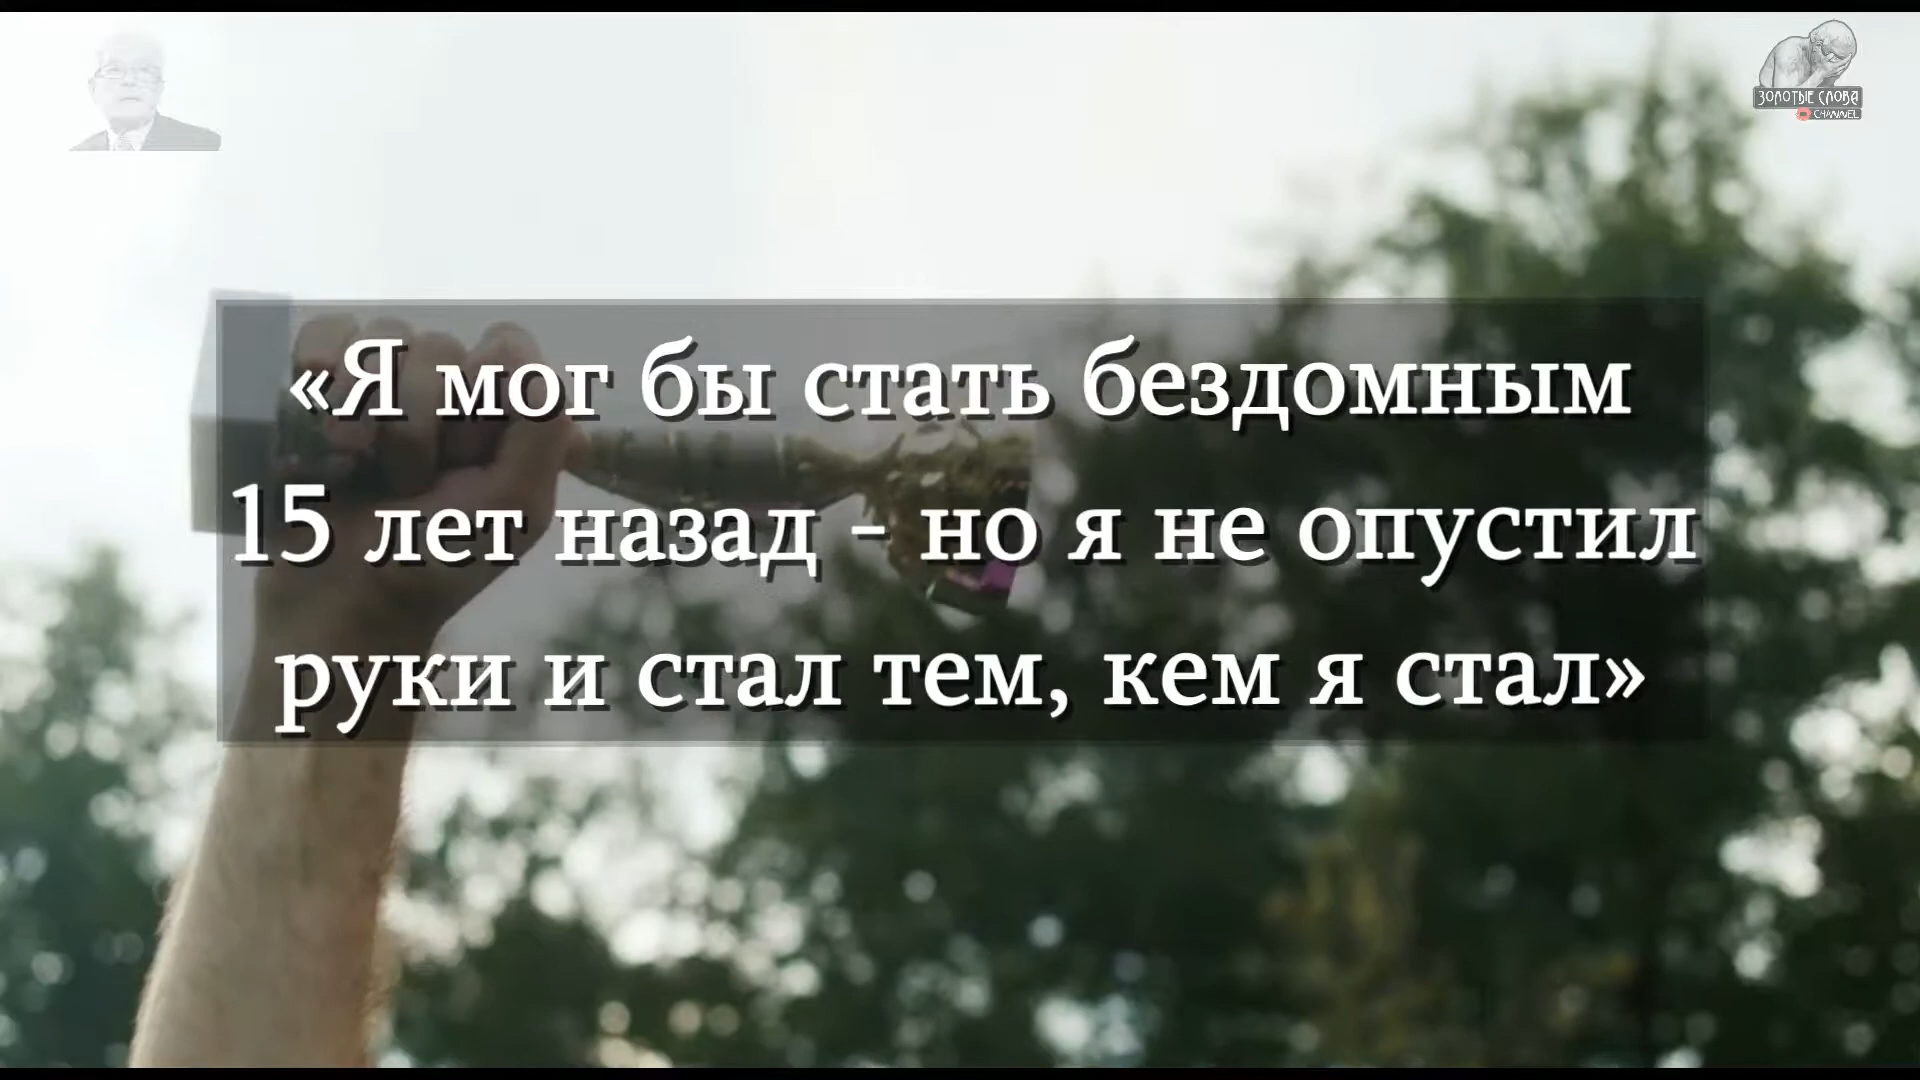 ЗОЛОТЫЕ СЛОВА
CHANNEL
«Я мог бы стать бездомным
15 лет назад - но я не опустил
руки и стал тем, кем я стал»